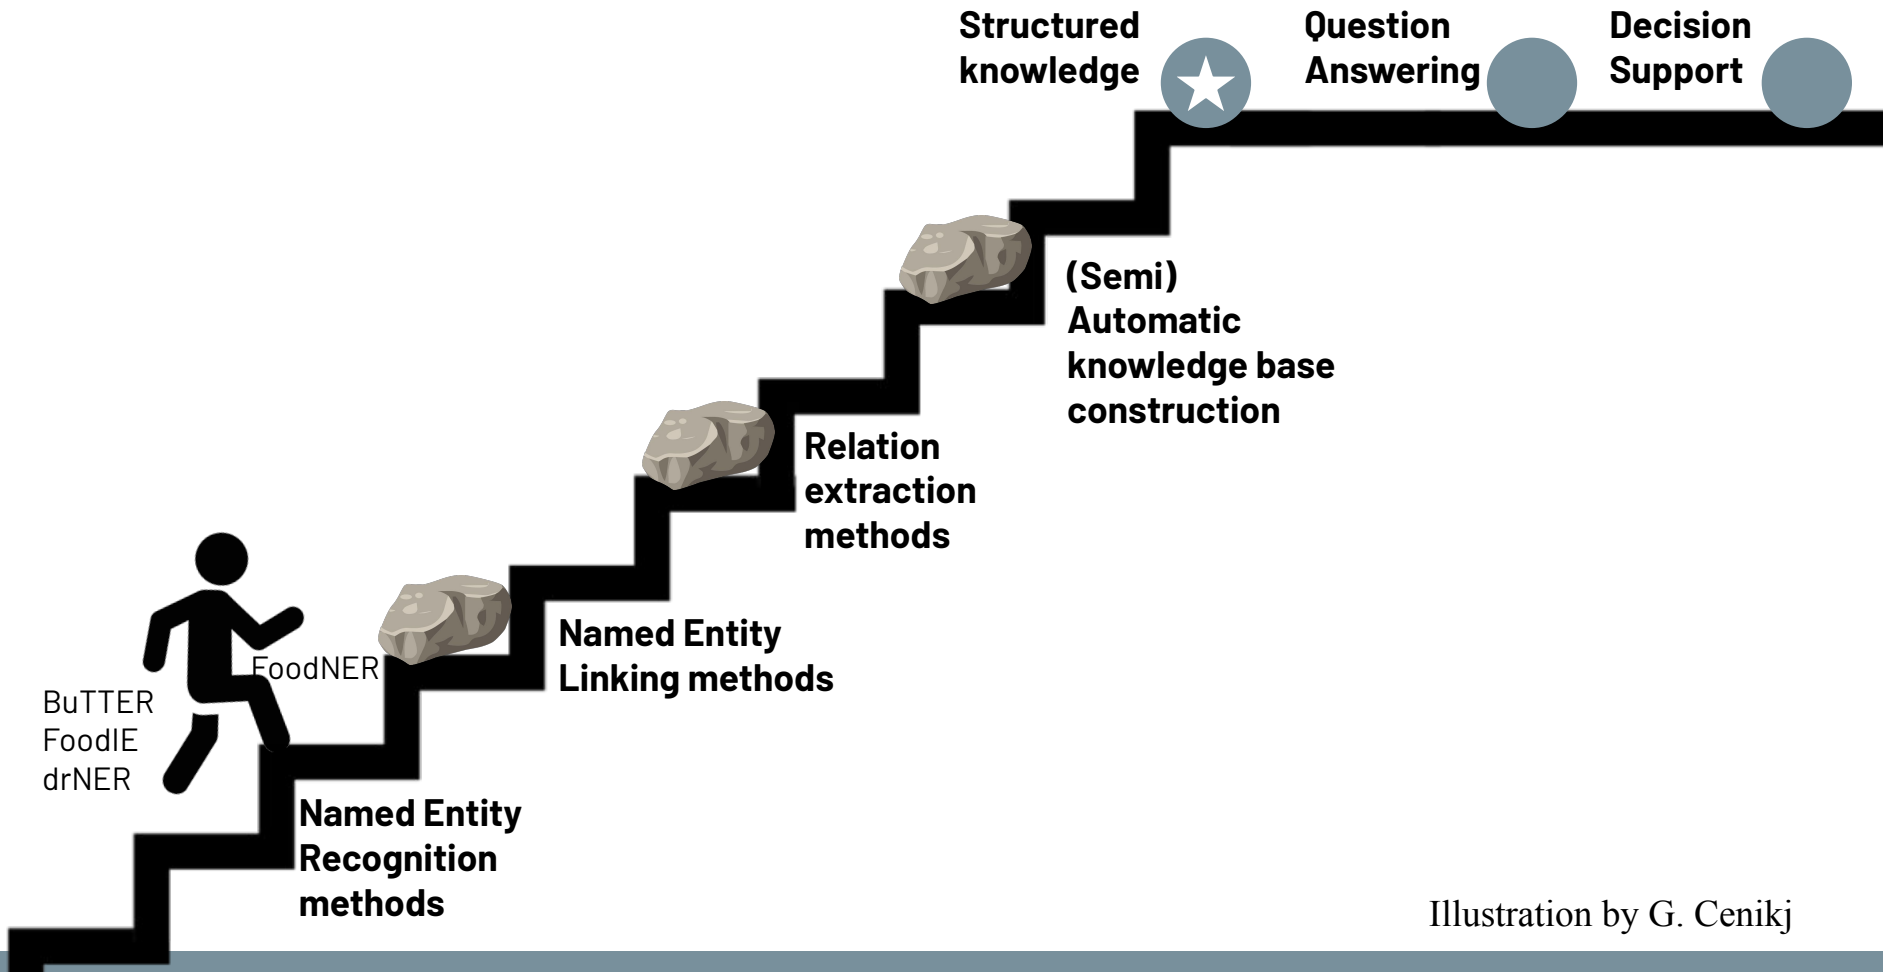 Structured
knowledge
Question
Answering
Decision
Support
(Semi)
Automatic
knowledge base
construction
Relation
extraction
methods
Named Entity
Linking methods
FoodNER
BuTTER
FoodIE
drNER
Named Entity
Recognition
methods
Illustration by G. Cenikj